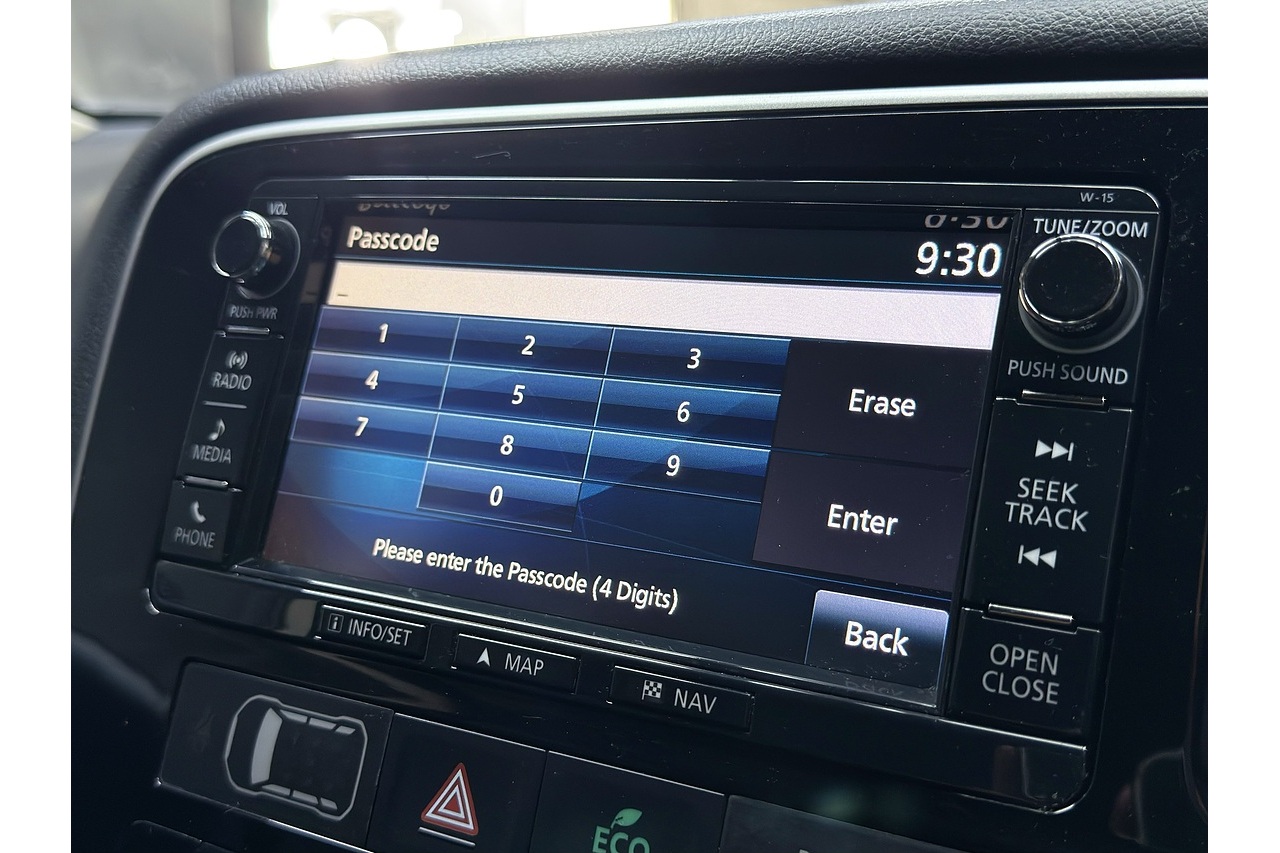 W-15
VOL
TUNE/ZOOM
Passcode
9:30
PUSH PWR
1 2 3
4 5 6
7 8 9
0
Erase
Enter
RADIO
MEDIA
PHONE
PUSH SOUND
SEEK
TRACK
Please enter the Passcode (4 Digits)
Back
OPEN
CLOSE
i INFO/SET
MAP
NAV
ECO